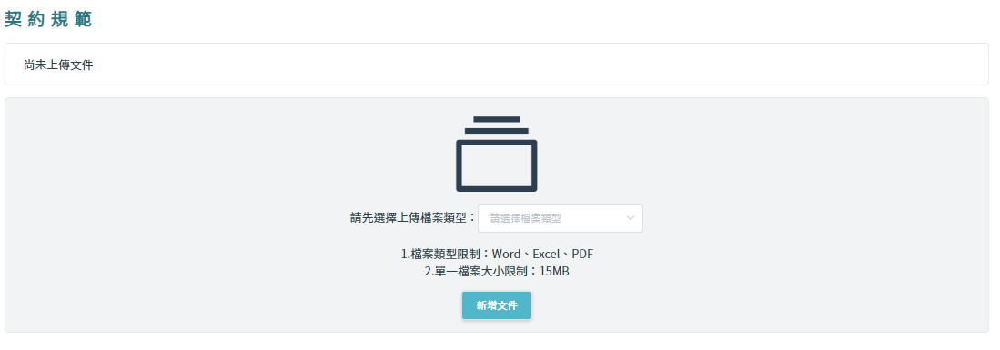 契約規範
尚未上傳文件
請先選擇上傳檔案類型：請選擇檔案類型
1.檔案類型限制：Word、Excel、PDF
2.單一檔案大小限制：15MB
新增文件